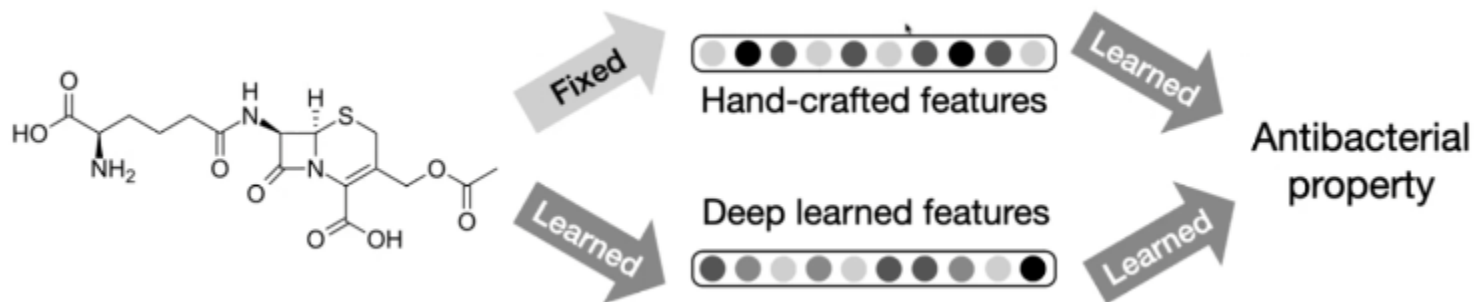 O
HO
NH2
O
H
N
H
S
O
N
O
O
O
OH
Fixed
Hand-crafted features
Learned
Learned
Deep learned features
Learned
Antibacterial
property